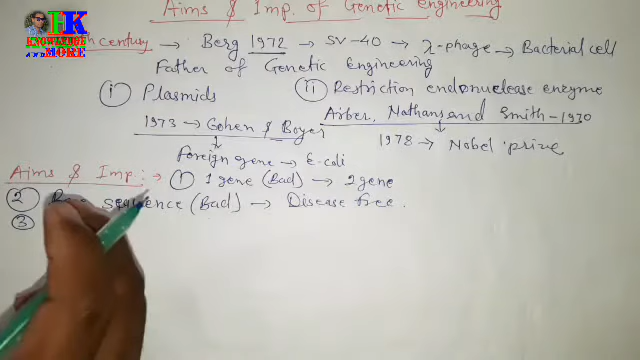 Aims & Imp. of Genetic engineering
HK
KNOWLEDGE
MORE
th century → Berg 1972 → SV-40 → λ-phage → Bacterial cell
Father of Genetic Engineering
(i) Plasmids
(ii) Restriction endonuclease enzyme
Arber, Nathans and Smith - 1970
1973 → Cohen & Boyer
1978 → Nobel prize
Foreign gene → E-coli
Aims & Imp. :→ (1) 1 gene (Bad) → 2 gene
(2) sequence (Bad) → Disease free.
(3)